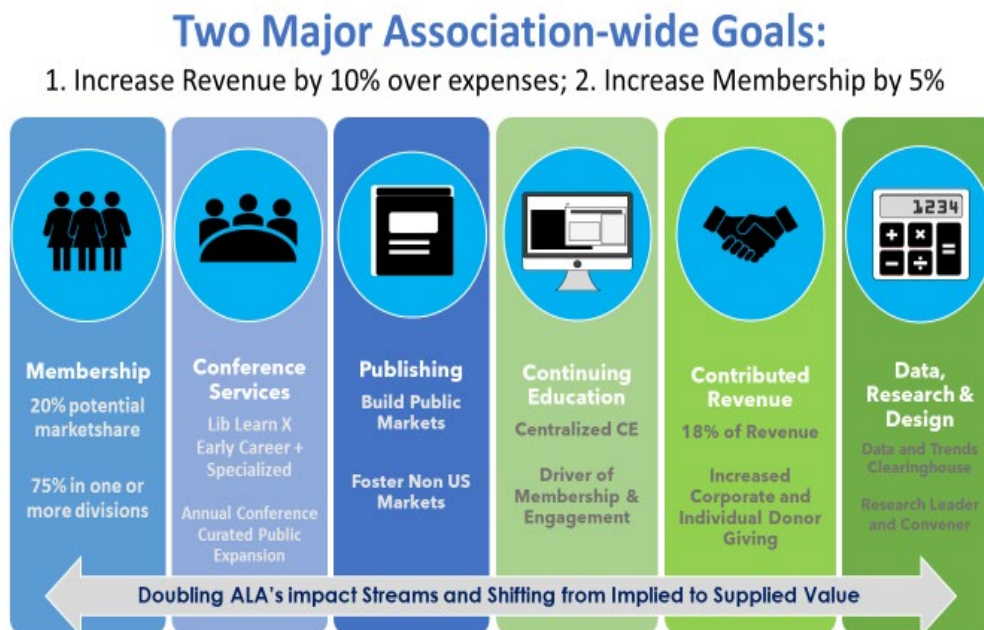 Two Major Association-wide Goals:
1. Increase Revenue by 10% over expenses; 2. Increase Membership by 5%
1234
Membership
20% potential
marketshare
75% in one or
more divisions
Conference
Services
Lib Learn X
Early Career +
Specialized
Annual Conference
Curated Public
Expansion
Publishing
Build Public
Markets
Foster Non US
Markets
Continuing
Education
Centralized CE
Driver of
Membership &
Engagement
Contributed
Revenue
18% of Revenue
Increased
Corporate and
Individual Donor
Giving
Data,
Research &
Design
Data and Trends
Clearinghouse
Research Leader
and Convener
Doubling ALA's impact Streams and Shifting from Implied to Supplied Value